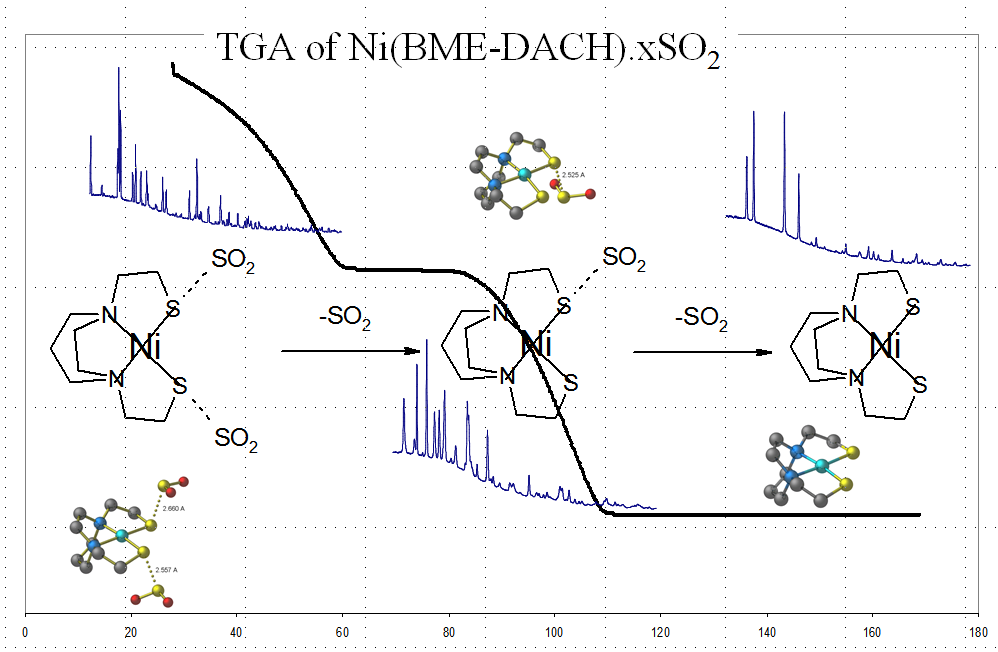 TGA of Ni(BME-DACH).xSO2
2.525 A
SO2
SO2
N
S
Ni
N
S
SO2
-SO2
N
S
Ni
N
S
-SO2
N
S
Ni
N
S
2.660 A
2.557 A
0 20 40 60 80 100 120 140 160 180